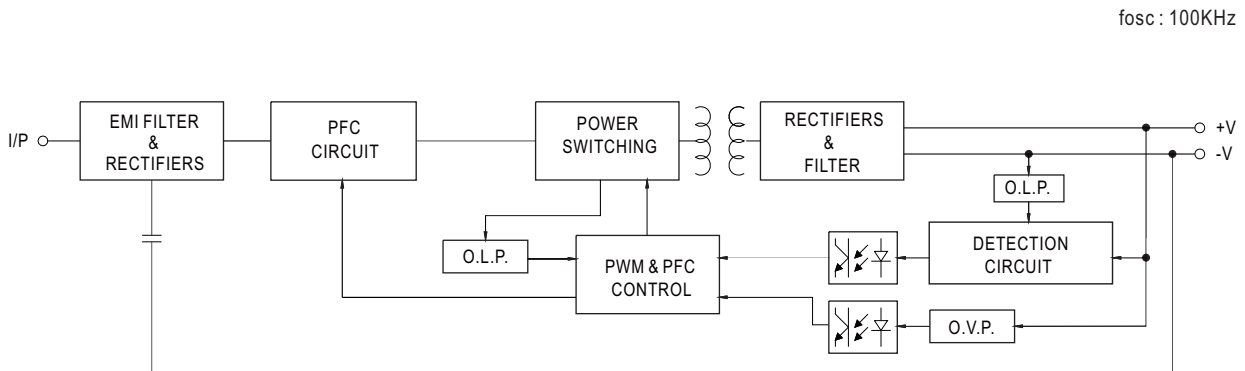 fosc : 100KHz
I/P
EMI FILTER
&
RECTIFIERS
PFC
CIRCUIT
POWER
SWITCHING
RECTIFIERS
&
FILTER
+V
-V
O.L.P.
O.L.P.
PWM & PFC
CONTROL
DETECTION
CIRCUIT
O.V.P.